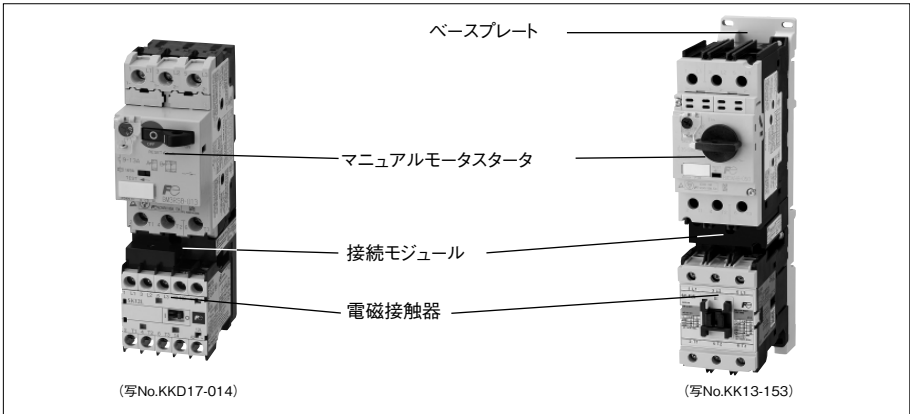 ベースプレート
マニュアルモータスタータ
接続モジュール
電磁接触器
(写No.KKD17-014)
(写No.KK13-153)